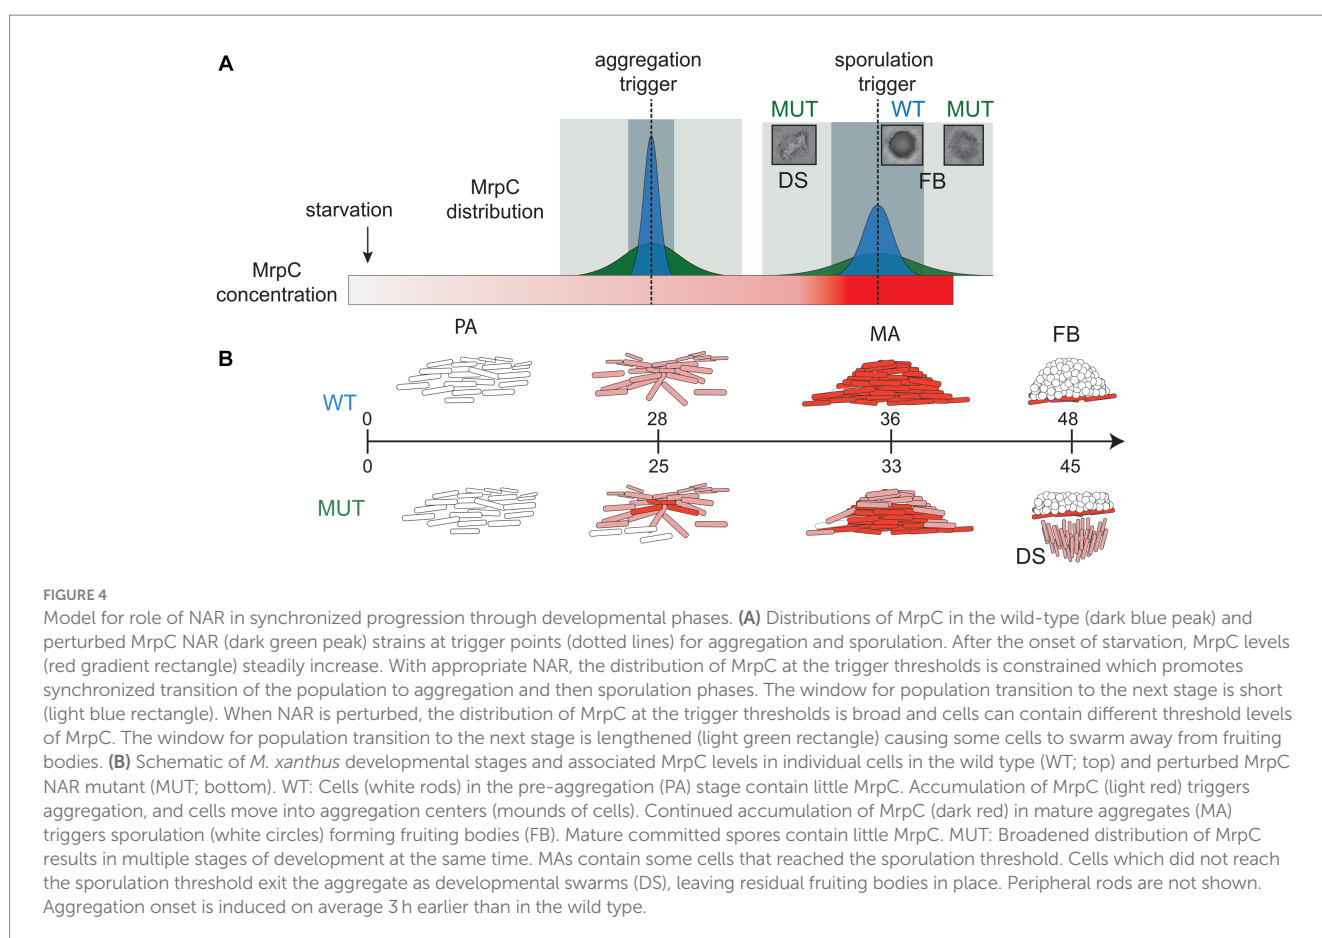 A
aggregation
trigger
sporulation
trigger
MUT
WT
MUT
DS
FB
MrpC
distribution
starvation
MrpC
concentration
PA
MA
FB
B
WT
0
28
36
48
0
25
33
45
MUT
DS
FIGURE 4
Model for role of NAR in synchronized progression through developmental phases. (A) Distributions of MrpC in the wild-type (dark blue peak) and
perturbed MrpC NAR (dark green peak) strains at trigger points (dotted lines) for aggregation and sporulation. After the onset of starvation, MrpC levels
(red gradient rectangle) steadily increase. With appropriate NAR, the distribution of MrpC at the trigger thresholds is constrained which promotes
synchronized transition of the population to aggregation and then sporulation phases. The window for population transition to the next stage is short
(light blue rectangle). When NAR is perturbed, the distribution of MrpC at the trigger thresholds is broad and cells can contain different threshold levels
of MrpC. The window for population transition to the next stage is lengthened (light green rectangle) causing some cells to swarm away from fruiting
bodies. (B) Schematic of M. xanthus developmental stages and associated MrpC levels in individual cells in the wild type (WT; top) and perturbed MrpC
NAR mutant (MUT; bottom). WT: Cells (white rods) in the pre-aggregation (PA) stage contain little MrpC. Accumulation of MrpC (light red) triggers
aggregation, and cells move into aggregation centers (mounds of cells). Continued accumulation of MrpC (dark red) in mature aggregates (MA)
triggers sporulation (white circles) forming fruiting bodies (FB). Mature committed spores contain little MrpC. MUT: Broadened distribution of MrpC
results in multiple stages of development at the same time. MAs contain some cells that reached the sporulation threshold. Cells which did not reach
the sporulation threshold exit the aggregate as developmental swarms (DS), leaving residual fruiting bodies in place. Peripheral rods are not shown.
Aggregation onset is induced on average 3 h earlier than in the wild type.